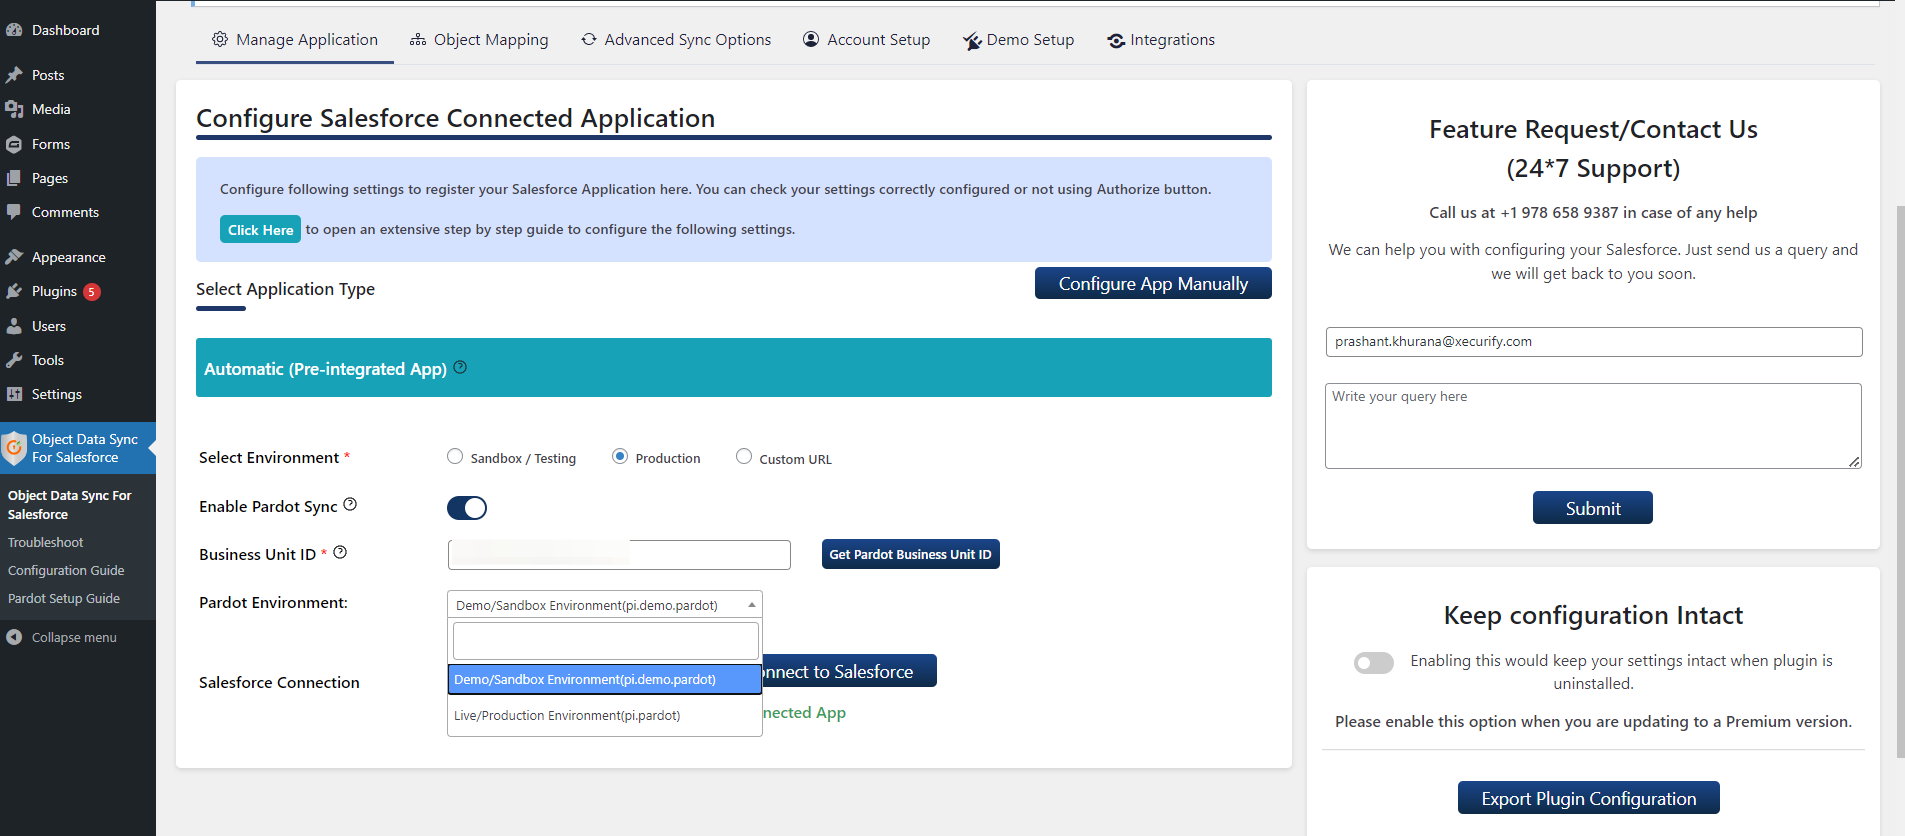 Dashboard
Posts
Media
Forms
Pages
Comments
Appearance
Plugins 5
Users
Tools
Settings
Object Data Sync
For Salesforce
Object Data Sync For
Salesforce
Troubleshoot
Configuration Guide
Pardot Setup Guide
Collapse menu
Manage Application
Object Mapping
Advanced Sync Options
Account Setup
Demo Setup
Integrations
Configure Salesforce Connected Application
Configure following settings to register your Salesforce Application here. You can check your settings correctly configured or not using Authorize button.
Click Here to open an extensive step by step guide to configure the following settings.
Select Application Type
Configure App Manually
Automatic (Pre-integrated App) ?
Select Environment *
Sandbox / Testing
Production
Custom URL
Enable Pardot Sync ?
Business Unit ID * ?
Get Pardot Business Unit ID
Pardot Environment:
Demo/Sandbox Environment(pi.demo.pardot)
Demo/Sandbox Environment(pi.demo.pardot)
Live/Production Environment(pi.pardot)
Salesforce Connection
nnect to Salesforce
nected App
Feature Request/Contact Us
(24*7 Support)
Call us at +1 978 658 9387 in case of any help
We can help you with configuring your Salesforce. Just send us a query and
we will get back to you soon.
prashant.khurana@xecurify.com
Write your query here
Submit
Keep configuration Intact
Enabling this would keep your settings intact when plugin is
uninstalled.
Please enable this option when you are updating to a Premium version.
Export Plugin Configuration